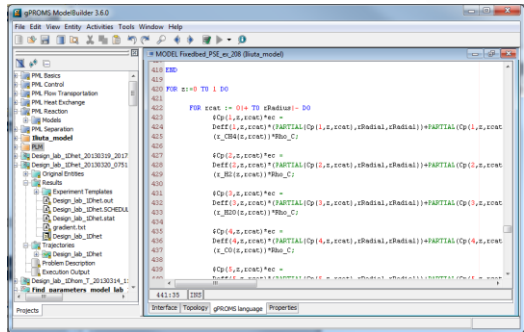 gPROMS ModelBuilder 3.6.0
File Edit View Entity Activities Tools Window Help
MODEL Fixedbed_PSE_ex_208 (Iliuta_model)
PML Basics
PML Control
PML Flow Transportation
PML Heat Exchange
PML Reaction
Models
PML Separation
Iliuta_model
PLM
Design_lab_1Dhet_20130319_2017
Design_lab_1Dhet_20130320_0751
Original Entities
Results
Experiment Templates
Design_lab_1Dhet.out
Design_lab_1Dhet.SCHEDUL
Design_lab_1Dhet.stat
gradient.txt
Design_lab_1Dhet
Trajectories
Design_lab_1Dhet
Problem Description
Execution Output
Design_lab_1Dhom_T_20130314_1
Find_parameters_model_lab
Projects
418 END
419
420 FOR z:=0 TO 1 DO
421
422 FOR rcat := 0|+ TO rRadius|- DO
423 $Cp(1,z,rcat)*ec =
424 Deff(1,z,rcat)*(PARTIAL(Cp(1,z,rcat),rRadial,rRadial))+PARTIAL(Cp(1,z,rcat
425 (r_CH4(z,rcat))*Rho_C;
426
427 $Cp(2,z,rcat)*ec =
428 Deff(2,z,rcat)*(PARTIAL(Cp(2,z,rcat),rRadial,rRadial))+PARTIAL(Cp(2,z,rcat
429 (r_H2(z,rcat))*Rho_C;
430
431 $Cp(3,z,rcat)*ec =
432 Deff(3,z,rcat)*(PARTIAL(Cp(3,z,rcat),rRadial,rRadial))+PARTIAL(Cp(3,z,rcat
433 (r_H2O(z,rcat))*Rho_C;
434
435 $Cp(4,z,rcat)*ec =
436 Deff(4,z,rcat)*(PARTIAL(Cp(4,z,rcat),rRadial,rRadial))+PARTIAL(Cp(4,z,rcat
437 (r_CO(z,rcat))*Rho_C;
438
439 $Cp(5,z,rcat)*ec =
441:39 INS
Interface Topology gPROMS language Properties